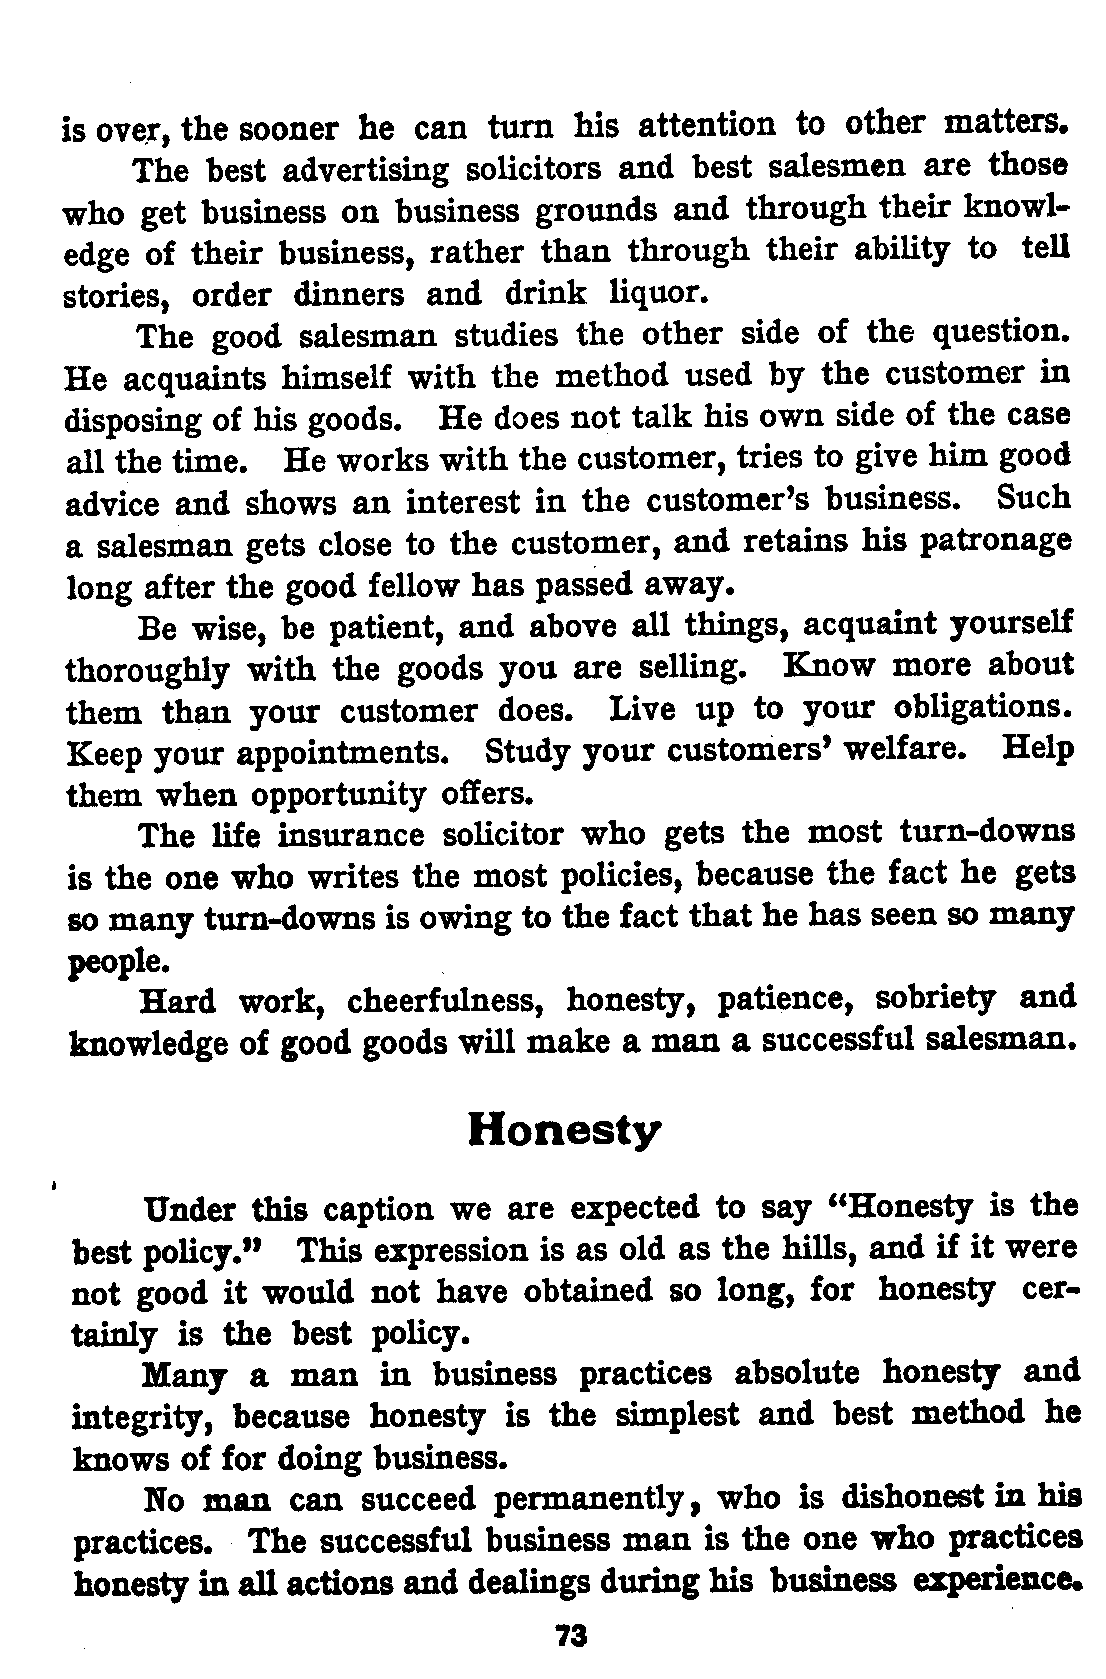 is over, the sooner he can turn his attention to other matters.
The best advertising solicitors and best salesmen are those
who get business on business grounds and through their knowl-
edge of their business, rather than through their ability to tell
stories, order dinners and drink liquor.
The good salesman studies the other side of the question.
He acquaints himself with the method used by the customer in
disposing of his goods. He does not talk his own side of the case
all the time. He works with the customer, tries to give him good
advice and shows an interest in the customer's business. Such
a salesman gets close to the customer, and retains his patronage
long after the good fellow has passed away.
Be wise, be patient, and above all things, acquaint yourself
thoroughly with the goods you are selling. Know more about
them than your customer does. Live up to your obligations.
Keep your appointments. Study your customers' welfare. Help
them when opportunity offers.
The life insurance solicitor who gets the most turn-downs
is the one who writes the most policies, because the fact he gets
so many turn-downs is owing to the fact that he has seen so many
people.
Hard work, cheerfulness, honesty, patience, sobriety and
knowledge of good goods will make a man a successful salesman.
Honesty
Under this caption we are expected to say "Honesty is the
best policy." This expression is as old as the hills, and if it were
not good it would not have obtained so long, for honesty cer-
tainly is the best policy.
Many a man in business practices absolute honesty and
integrity, because honesty is the simplest and best method he
knows of for doing business.
No man can succeed permanently, who is dishonest in his
practices. The successful business man is the one who practices
honesty in all actions and dealings during his business experience.
73